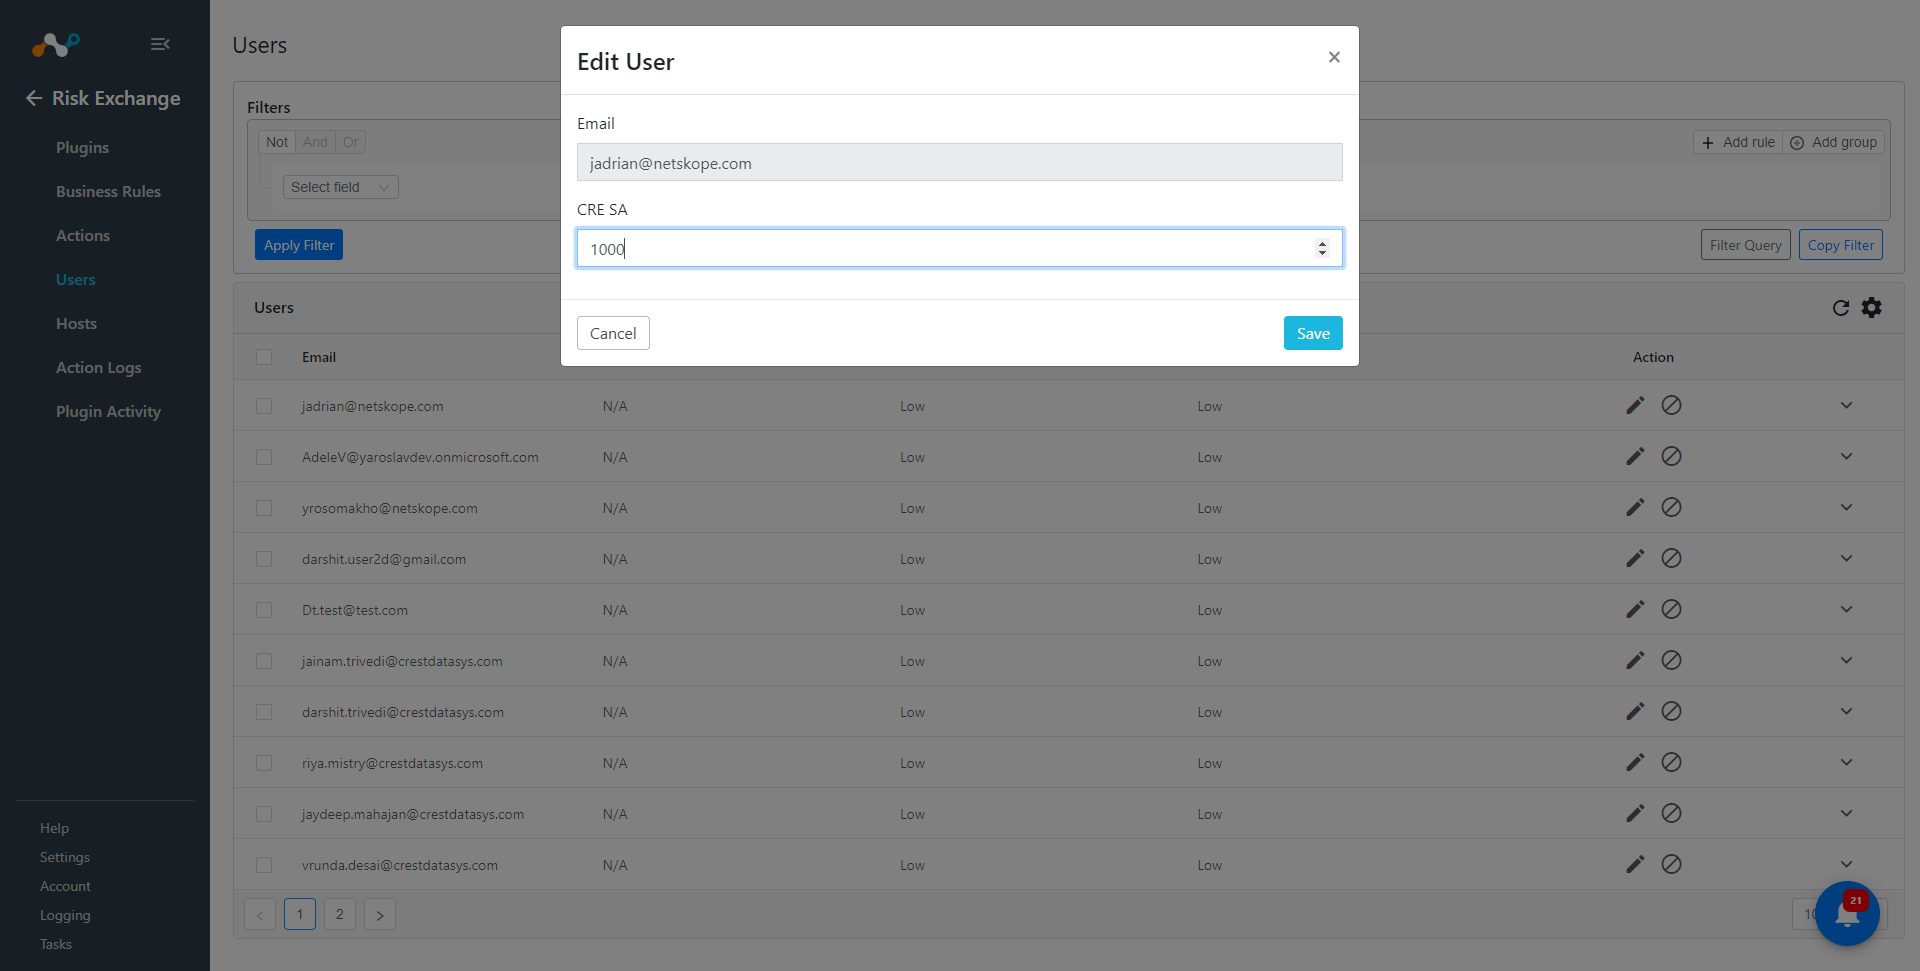 Risk Exchange
Plugins
Business Rules
Actions
Users
Hosts
Action Logs
Plugin Activity
Help
Settings
Account
Logging
Tasks
Users
Filters
Not And Or
Add rule Add group
Select field
Apply Filter
Filter Query Copy Filter
Edit User
×
Email
jadrian@netskope.com
CRE SA
1000
Cancel Save
Users
Email Action
jadrian@netskope.com N/A Low Low
AdeleV@yaroslavdev.onmicrosoft.com N/A Low Low
yrosomakho@netskope.com N/A Low Low
darshit.user2d@gmail.com N/A Low Low
Dt.test@test.com N/A Low Low
jainam.trivedi@crestdatasys.com N/A Low Low
darshit.trivedi@crestdatasys.com N/A Low Low
riya.mistry@crestdatasys.com N/A Low Low
jaydeep.mahajan@crestdatasys.com N/A Low Low
vrunda.desai@crestdatasys.com N/A Low Low
< 1 2 >
21